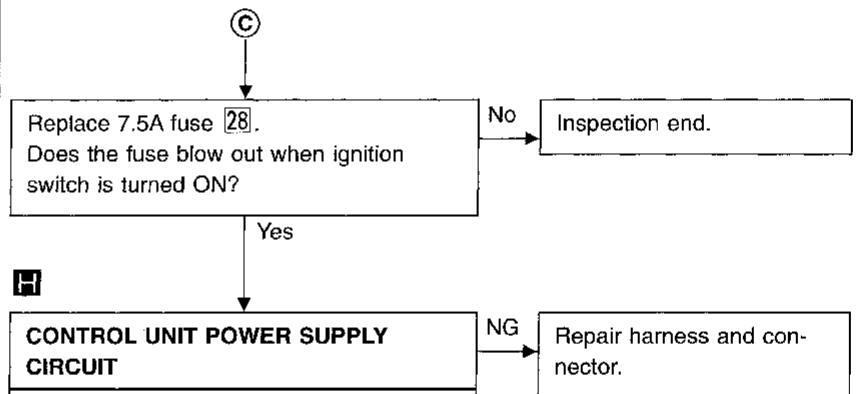 C
Replace 7.5A fuse 28.
Does the fuse blow out when ignition
switch is turned ON?
No
Inspection end.
Yes
H
CONTROL UNIT POWER SUPPLY
CIRCUIT
NG
Repair harness and con-
nector.